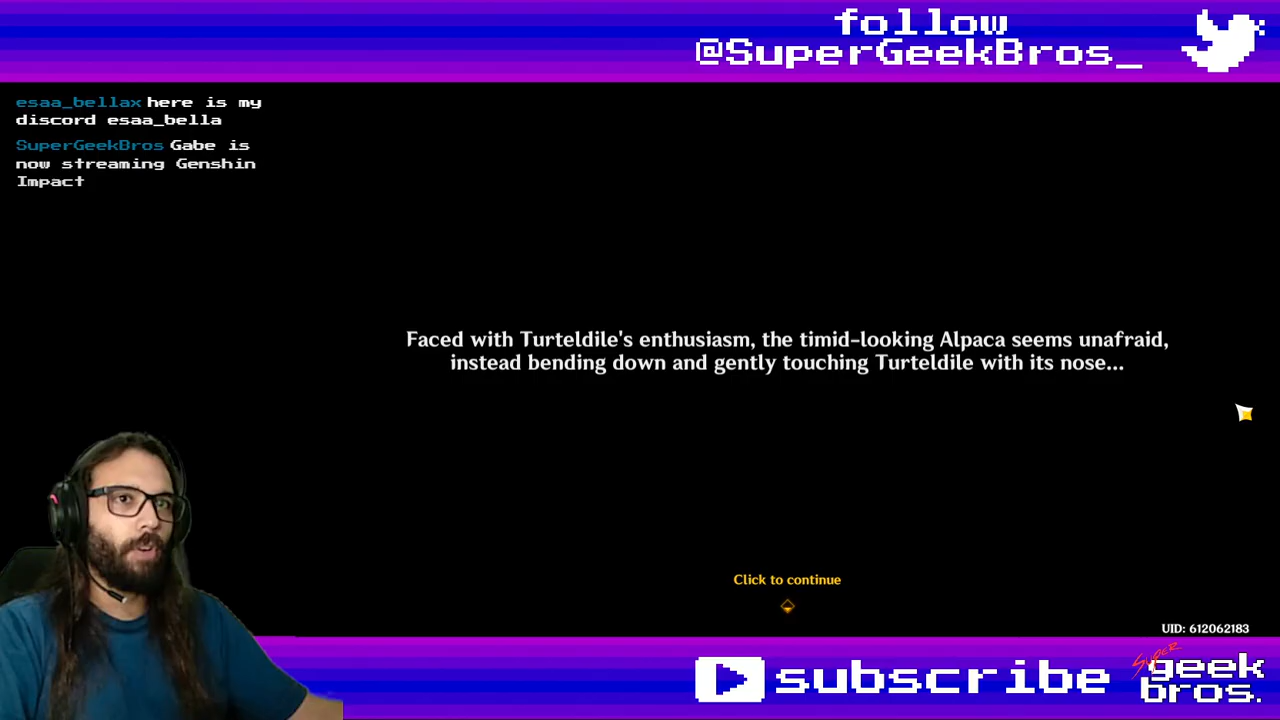 follow
@SuperGeekBros_
esaa_bellax here is my
discord esaa_bella
SuperGeekBros Gabe is
now streaming Genshin
Impact
Faced with Turteldile's enthusiasm, the timid-looking Alpaca seems unafraid,
instead bending down and gently touching Turteldile with its nose...
Click to continue
UID: 612062183
subscribe
SUPER
geek
bros.